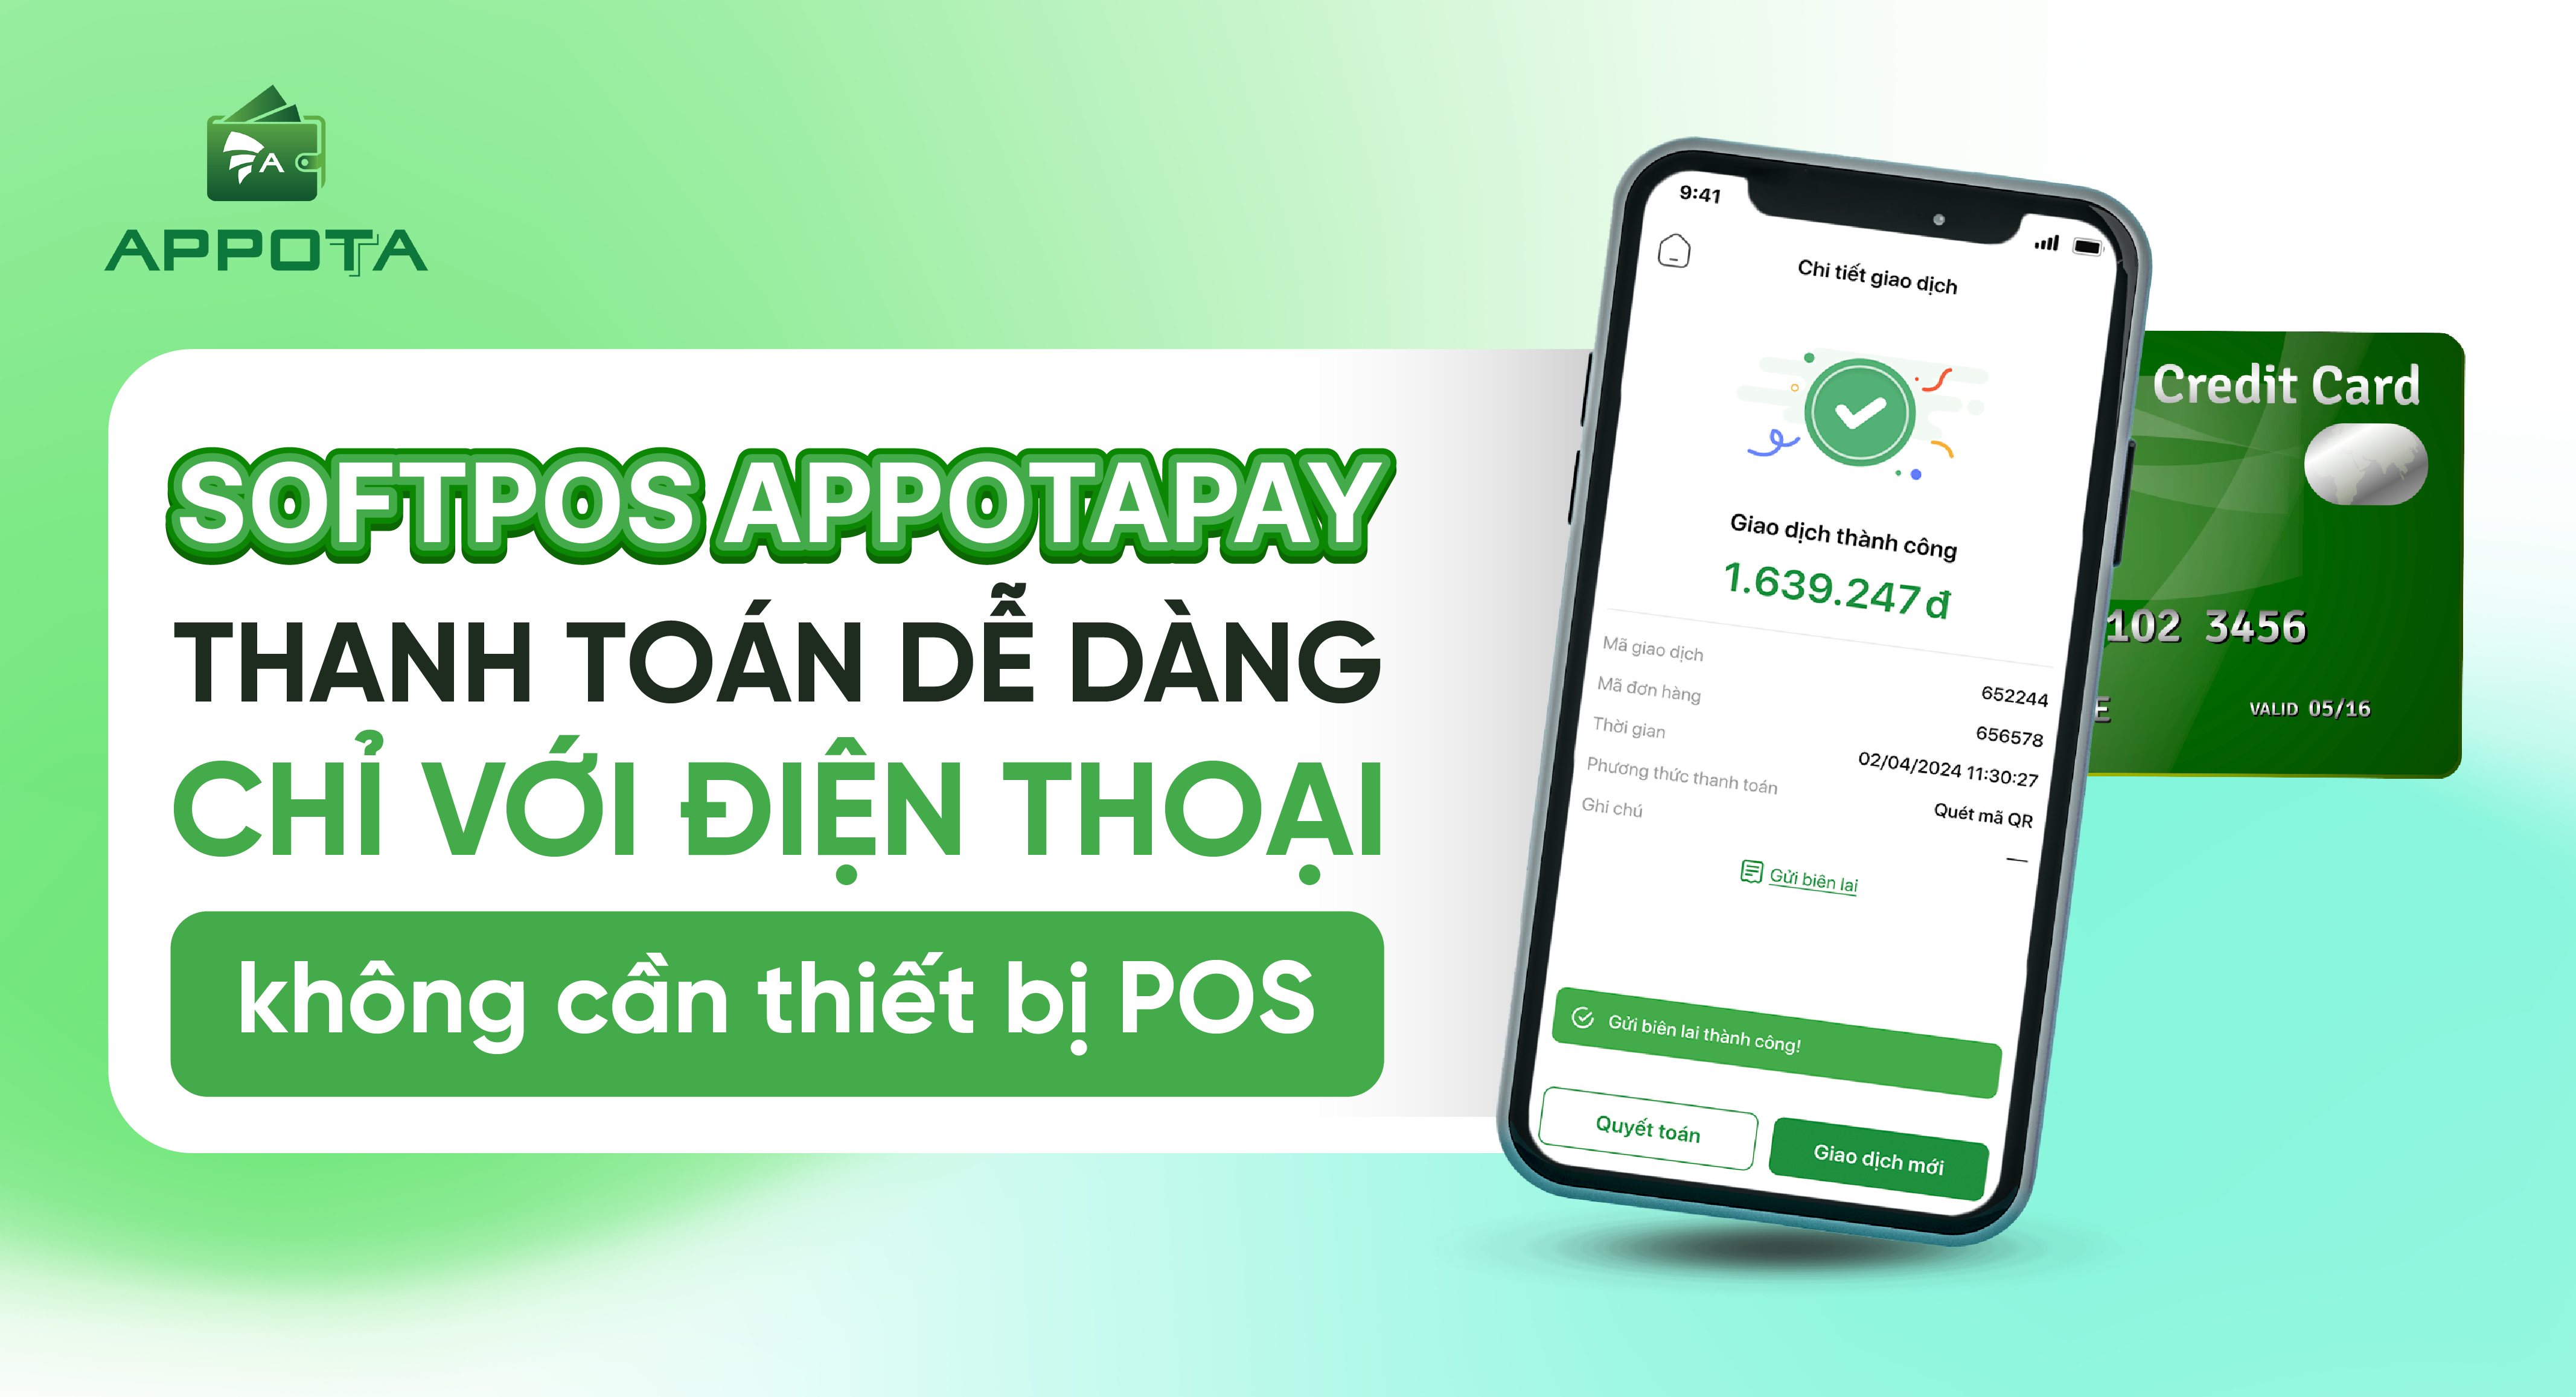 A
APPOTA
SOFTPOS APPOTAPAY
THANH TOÁN DỄ DÀNG
CHỈ VỚI ĐIỆN THOẠI
không cần thiết bị POS
9:41
Chi tiết giao dịch
Giao dịch thành công
1.639.247 đ
Mã giao dịch 652244
Mã đơn hàng 656578
Thời gian 02/04/2024 11:30:27
Phương thức thanh toán Quét mã QR
Ghi chú —
Gửi biên lai
Gửi biên lai thành công!
Quyết toán
Giao dịch mới
Credit Card
102 3456
E
VALID 05/16